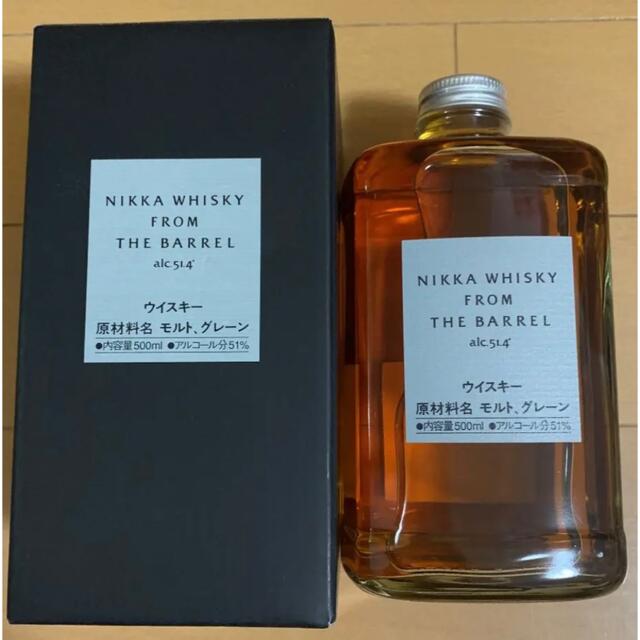 NIKKA WHISKY
FROM
THE BARREL
alc.51.4°
ウイスキー
原材料名 モルト、グレーン
●内容量500ml ●アルコール分51%
NIKKA WHISKY
FROM
THE BARREL
alc.51.4°
ウイスキー
原材料名 モルト、グレーン
●内容量500ml ●アルコール分51%